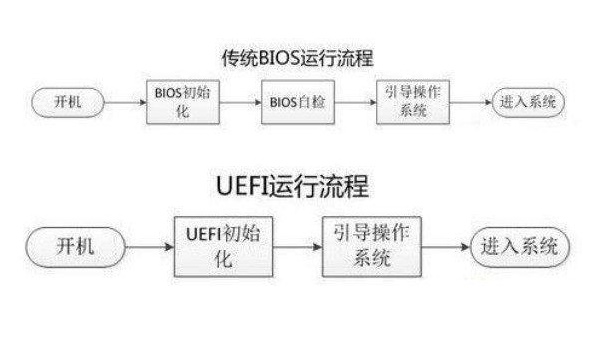 传统BIOS运行流程
开机
BIOS初始
化
BIOS自检
引导操作
系统
进入系统
UEFI运行流程
开机
UEFI初始
化
引导操作
系统
进入系统